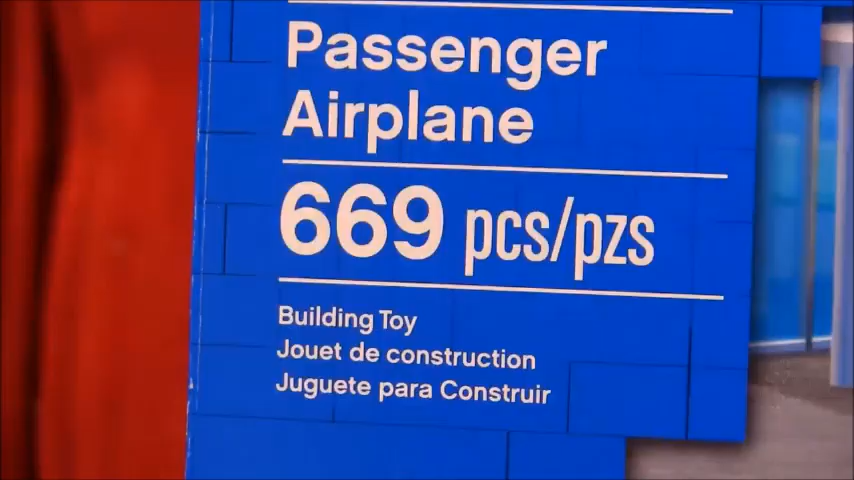 Passenger
Airplane
669 pcs/pzs
Building Toy
Jouet de construction
Juguete para Construir